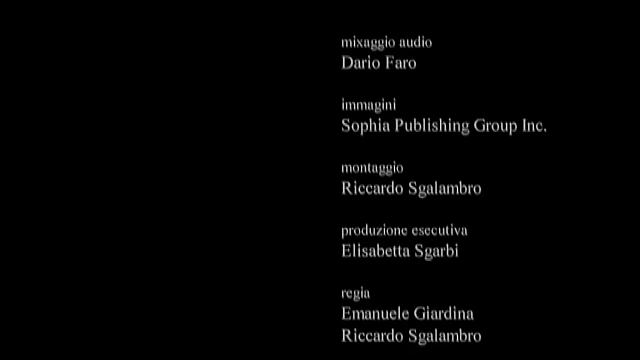 mixaggio audio
Dario Faro
immagini
Sophia Publishing Group Inc.
montaggio
Riccardo Sgalambro
produzione esecutiva
Elisabetta Sgarbi
regia
Emanuele Giardina
Riccardo Sgalambro